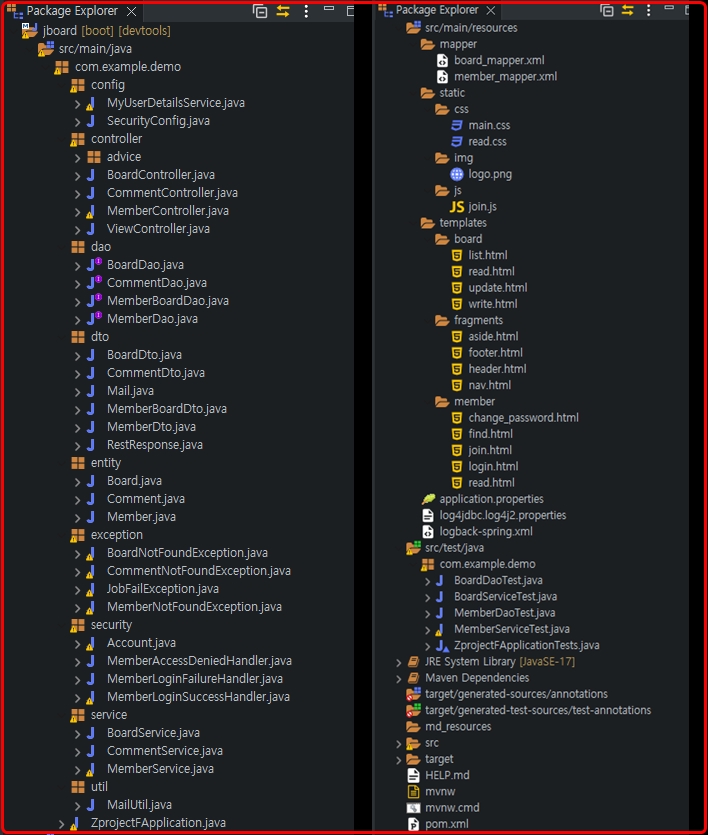 Package Explorer
jboard [boot] [devtools]
src/main/java
com.example.demo
config
MyUserDetailsService.java
SecurityConfig.java
controller
advice
BoardController.java
CommentController.java
MemberController.java
ViewController.java
dao
BoardDao.java
CommentDao.java
MemberBoardDao.java
MemberDao.java
dto
BoardDto.java
CommentDto.java
Mail.java
MemberBoardDto.java
MemberDto.java
RestResponse.java
entity
Board.java
Comment.java
Member.java
exception
BoardNotFoundException.java
CommentNotFoundException.java
JobFailException.java
MemberNotFoundException.java
security
Account.java
MemberAccessDeniedHandler.java
MemberLoginFailureHandler.java
MemberLoginSuccessHandler.java
service
BoardService.java
CommentService.java
MemberService.java
util
MailUtil.java
ZprojectFApplication.java
Package Explorer
src/main/resources
mapper
board_mapper.xml
member_mapper.xml
static
css
main.css
read.css
img
logo.png
js
JS join.js
templates
board
list.html
read.html
update.html
write.html
fragments
aside.html
footer.html
header.html
nav.html
member
change_password.html
find.html
join.html
login.html
read.html
application.properties
log4jdbc.log4j2.properties
logback-spring.xml
src/test/java
com.example.demo
BoardDaoTest.java
BoardServiceTest.java
MemberDaoTest.java
MemberServiceTest.java
ZprojectFApplicationTests.java
JRE System Library [JavaSE-17]
Maven Dependencies
target/generated-sources/annotations
target/generated-test-sources/test-annotations
md_resources
src
target
HELP.md
mvnw
mvnw.cmd
pom.xml